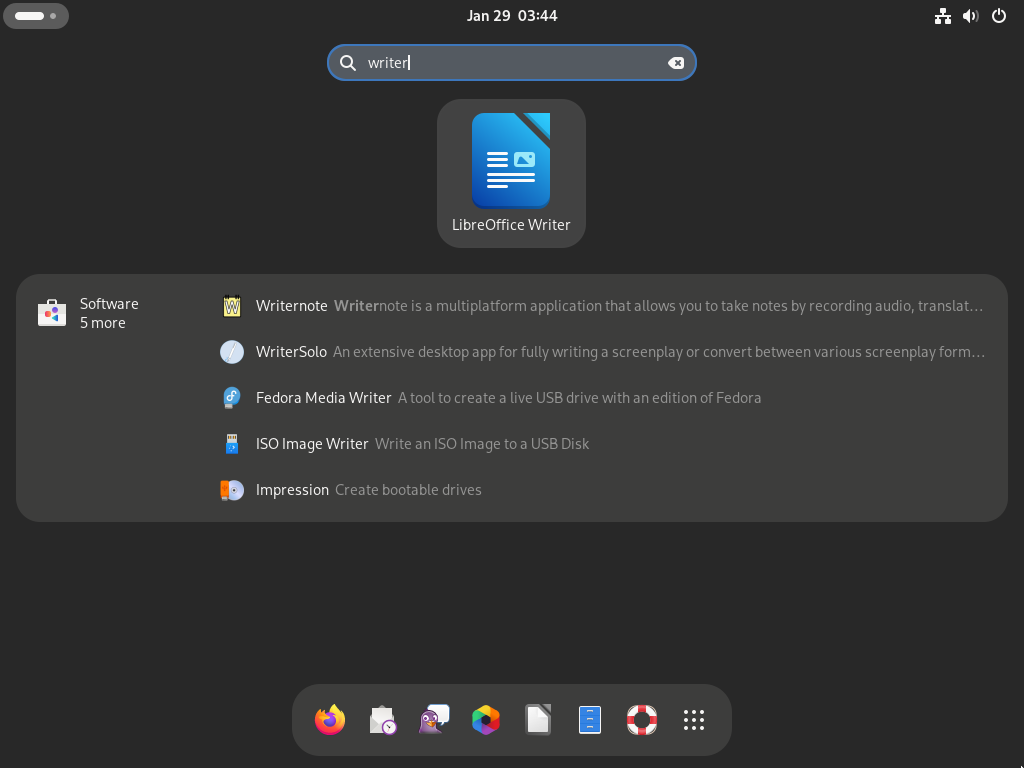 Jan 29 03:44
writer
LibreOffice Writer
Software
5 more
Writernote Writernote is a multiplatform application that allows you to take notes by recording audio, translat…
WriterSolo An extensive desktop app for fully writing a screenplay or convert between various screenplay form…
Fedora Media Writer A tool to create a live USB drive with an edition of Fedora
ISO Image Writer Write an ISO Image to a USB Disk
Impression Create bootable drives